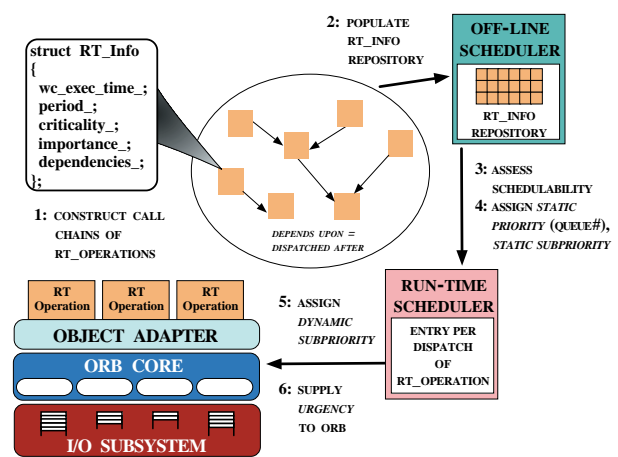 struct RT_Info
{
wc_exec_time_;
period_;
criticality_;
importance_;
dependencies_;
};
1: CONSTRUCT CALL
CHAINS OF
RT_OPERATIONS
2: POPULATE
RT_INFO
REPOSITORY
DEPENDS UPON =
DISPATCHED AFTER
OFF-LINE
SCHEDULER
RT_INFO
REPOSITORY
3: ASSESS
SCHEDULABILITY
4: ASSIGN STATIC
PRIORITY (QUEUE#),
STATIC SUBPRIORITY
RUN-TIME
SCHEDULER
ENTRY PER
DISPATCH
OF
RT_OPERATION
5: ASSIGN
DYNAMIC
SUBPRIORITY
6: SUPPLY
URGENCY
TO ORB
RT
Operation
RT
Operation
RT
Operation
OBJECT ADAPTER
ORB CORE
I/O SUBSYSTEM